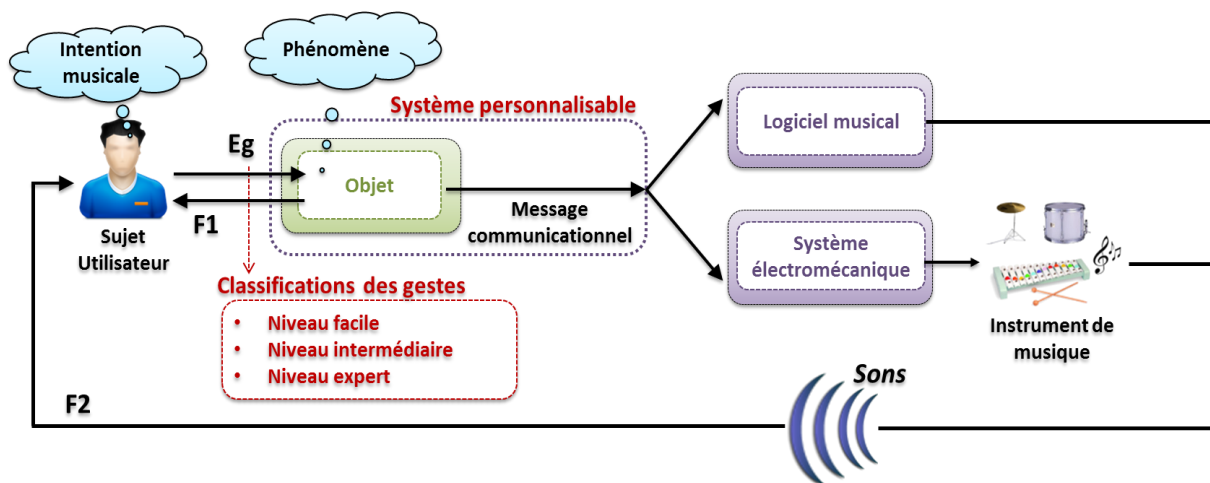 Intention
musicale
Phénomène
Système personnalisable
Eg
Objet
F1
Message
communicationnel
Sujet
Utilisateur
Logiciel musical
Système
électromécanique
Instrument de
musique
Classifications des gestes
• Niveau facile
• Niveau intermédiaire
• Niveau expert
F2
Sons